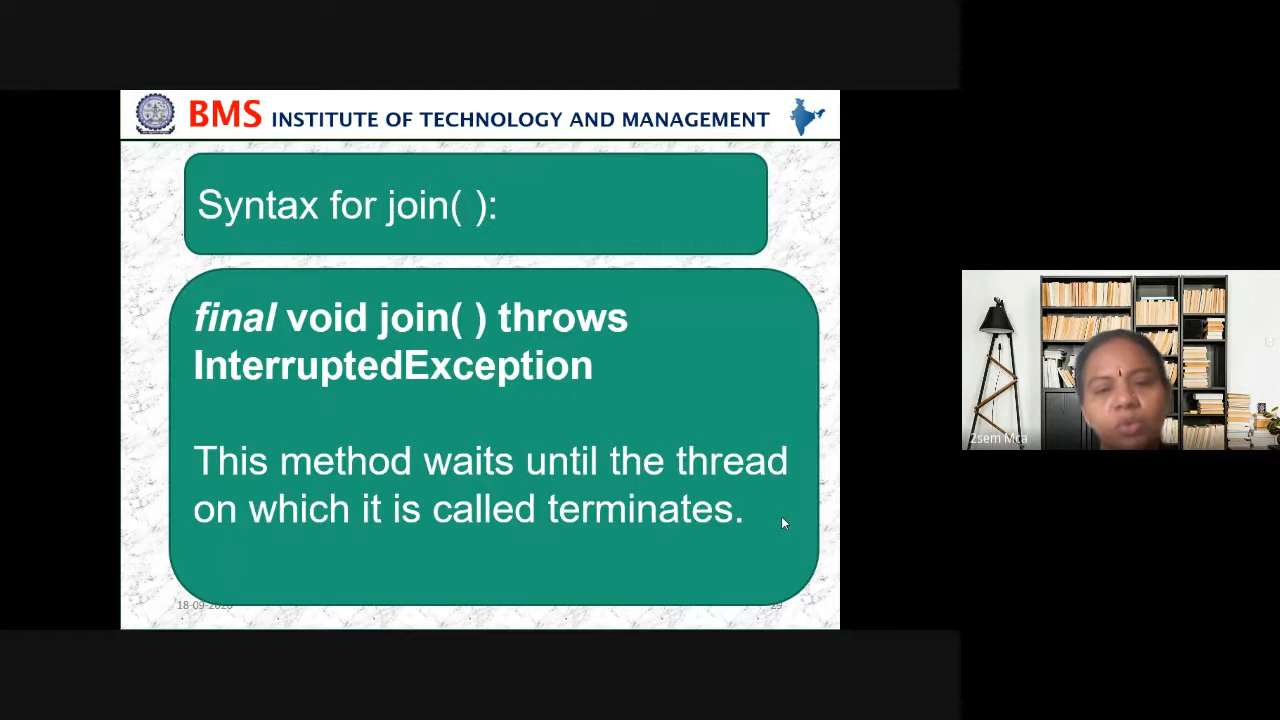 BMS INSTITUTE OF TECHNOLOGY AND MANAGEMENT
Syntax for join( ):
final void join( ) throws
InterruptedException
This method waits until the thread
on which it is called terminates.
29
2sem Mca